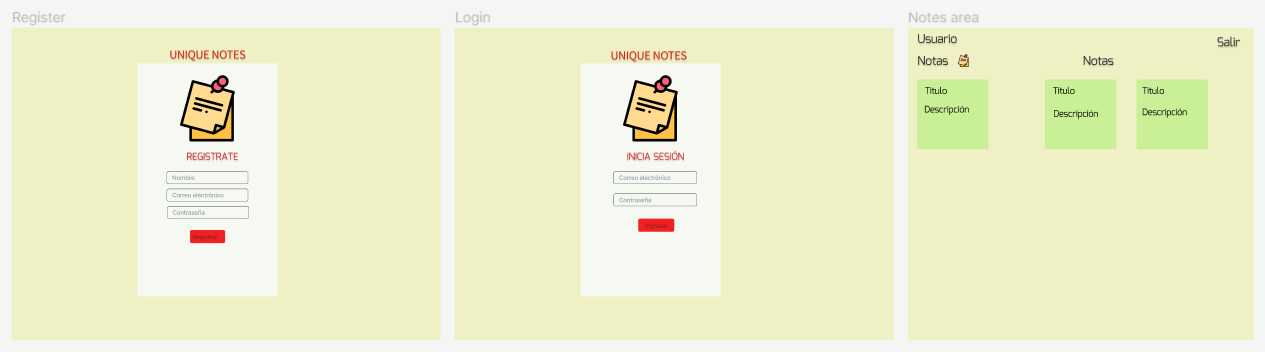 Register
UNIQUE NOTES
REGISTRATE
Nombre
Correo electrónico
Contraseña
Registrar
Login
UNIQUE NOTES
INICIA SESIÓN
Correo electrónico
Contraseña
Ingresar
Notes area
Usuario
Salir
Notas
Notas
Titulo
Descripción
Titulo
Descripción
Titulo
Descripción